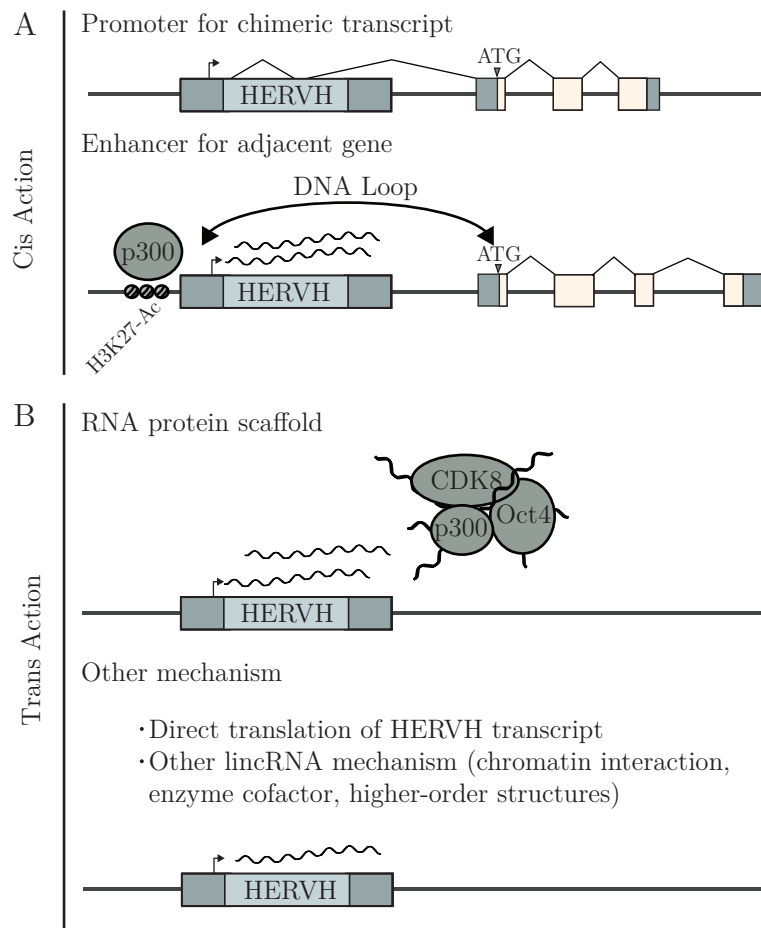 A
Cis Action
Promoter for chimeric transcript
ATG
HERVH
Enhancer for adjacent gene
DNA Loop
p300
ATG
HERVH
H3K27-Ac
B
Trans Action
RNA protein scaffold
CDK8
p300
Oct4
HERVH
Other mechanism
·Direct translation of HERVH transcript
·Other lincRNA mechanism (chromatin interaction,
enzyme cofactor, higher-order structures)
HERVH